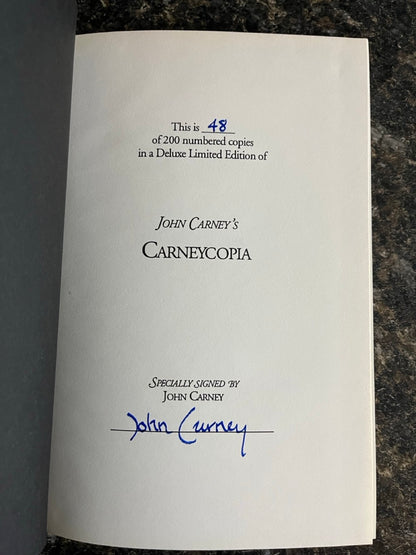 This is 48
of 200 numbered copies
in a Deluxe Limited Edition of
JOHN CARNEY'S
CARNEYCOPIA
SPECIALLY SIGNED BY
JOHN CARNEY
John Carney